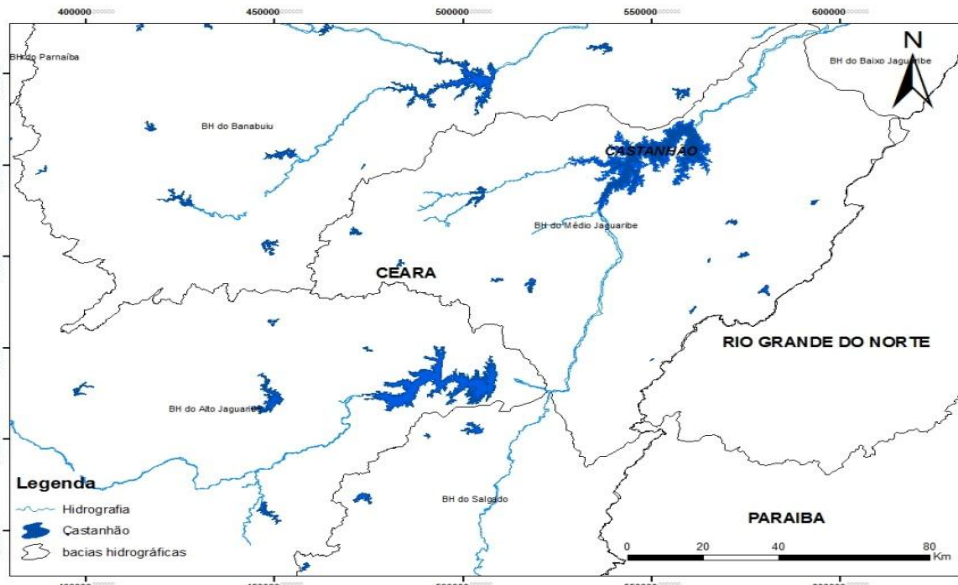 400000 450000 500000 550000 600000
N
BH do Parnaíba
BH do Baixo Jaguaribe
BH do Banabuiu
CASTANHÃO
BH do Médio Jaguaribe
CEARA
RIO GRANDE DO NORTE
BH do Alto Jaguaribe
Legenda
Hidrografia
Castanhão
bacias hidrográficas
BH do Salgado
PARAIBA
0 20 40 80
Km